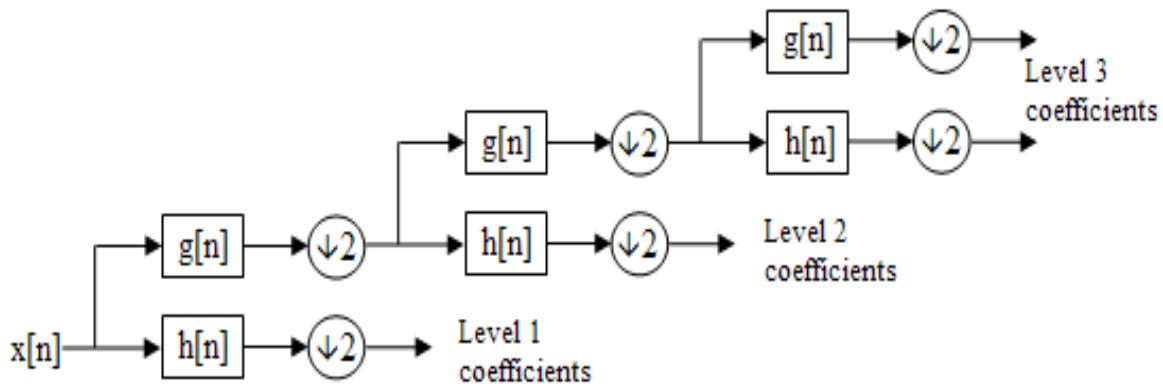 g[n]
↓2
Level 3
coefficients
g[n]
↓2
h[n]
↓2
g[n]
↓2
h[n]
↓2
Level 2
coefficients
x[n]
h[n]
↓2
Level 1
coefficients